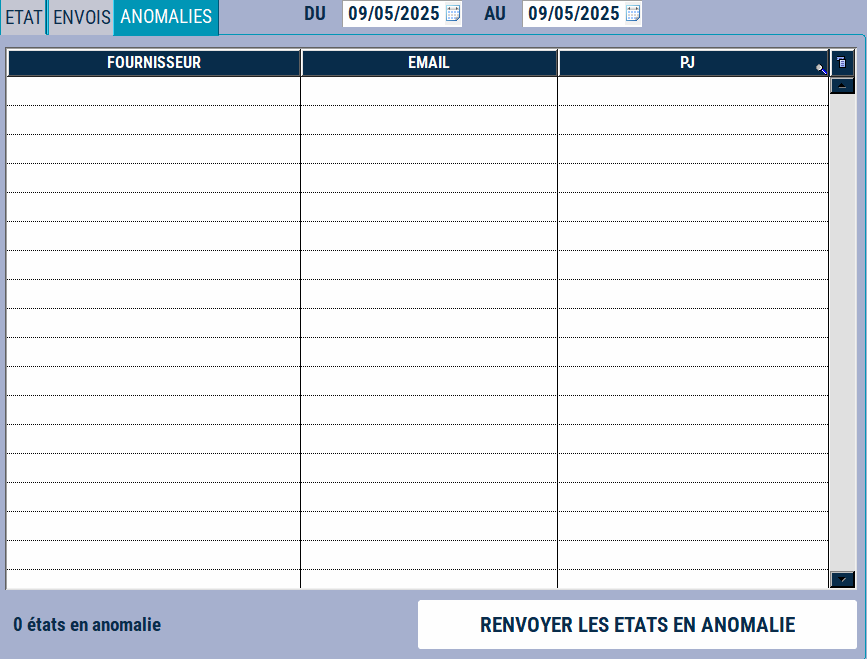 ETAT ENVOIS ANOMALIES DU 09/05/2025 AU 09/05/2025
FOURNISSEUR EMAIL PJ
0 états en anomalie RENVOYER LES ETATS EN ANOMALIE